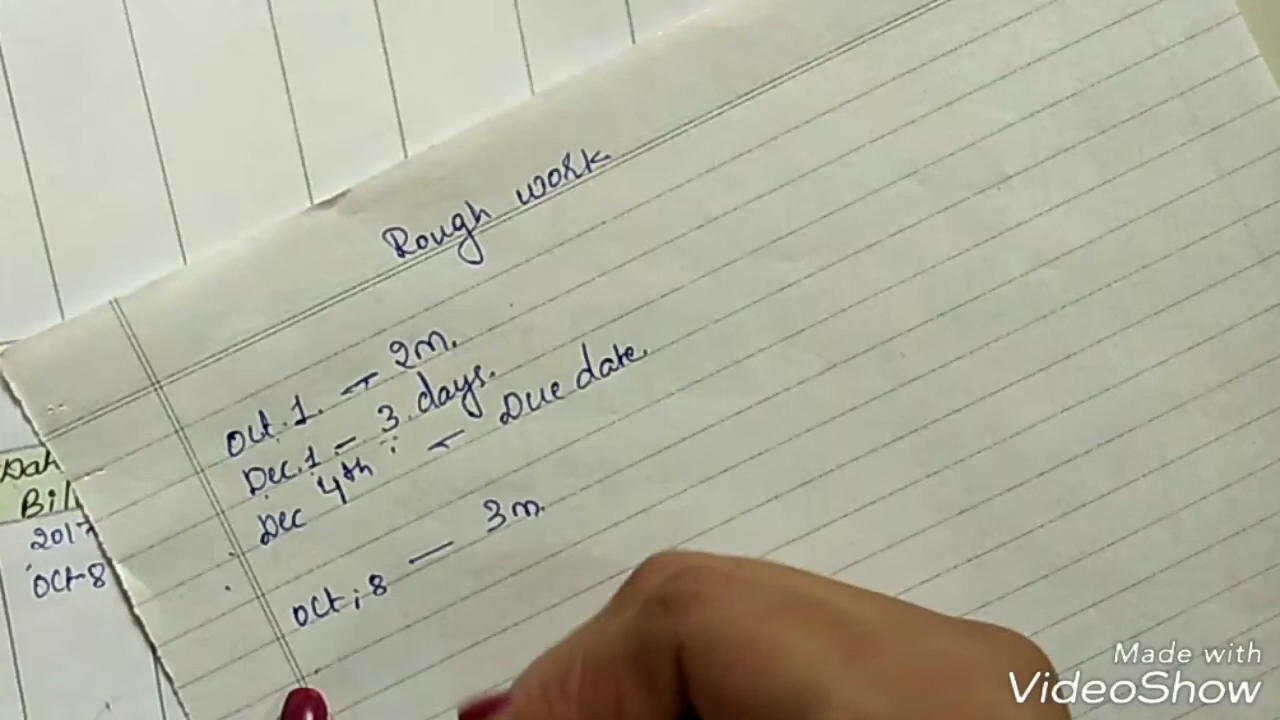 Rough work
Oct. 1. - 2m.
Dec. 1 - 3 days.
Dec 4th - Due date.
Oct, 8 - 3m.
Bill
2017
Oct-8
Made with
VideoShow